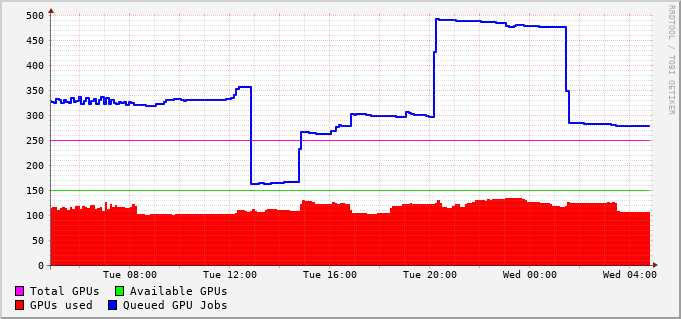 500
450
400
350
300
250
200
150
100
50
0
Tue 08:00 Tue 12:00 Tue 16:00 Tue 20:00 Wed 00:00 Wed 04:00
Total GPUs Available GPUs
GPUs used Queued GPU Jobs
RRDTOOL / TOBI OETIKER